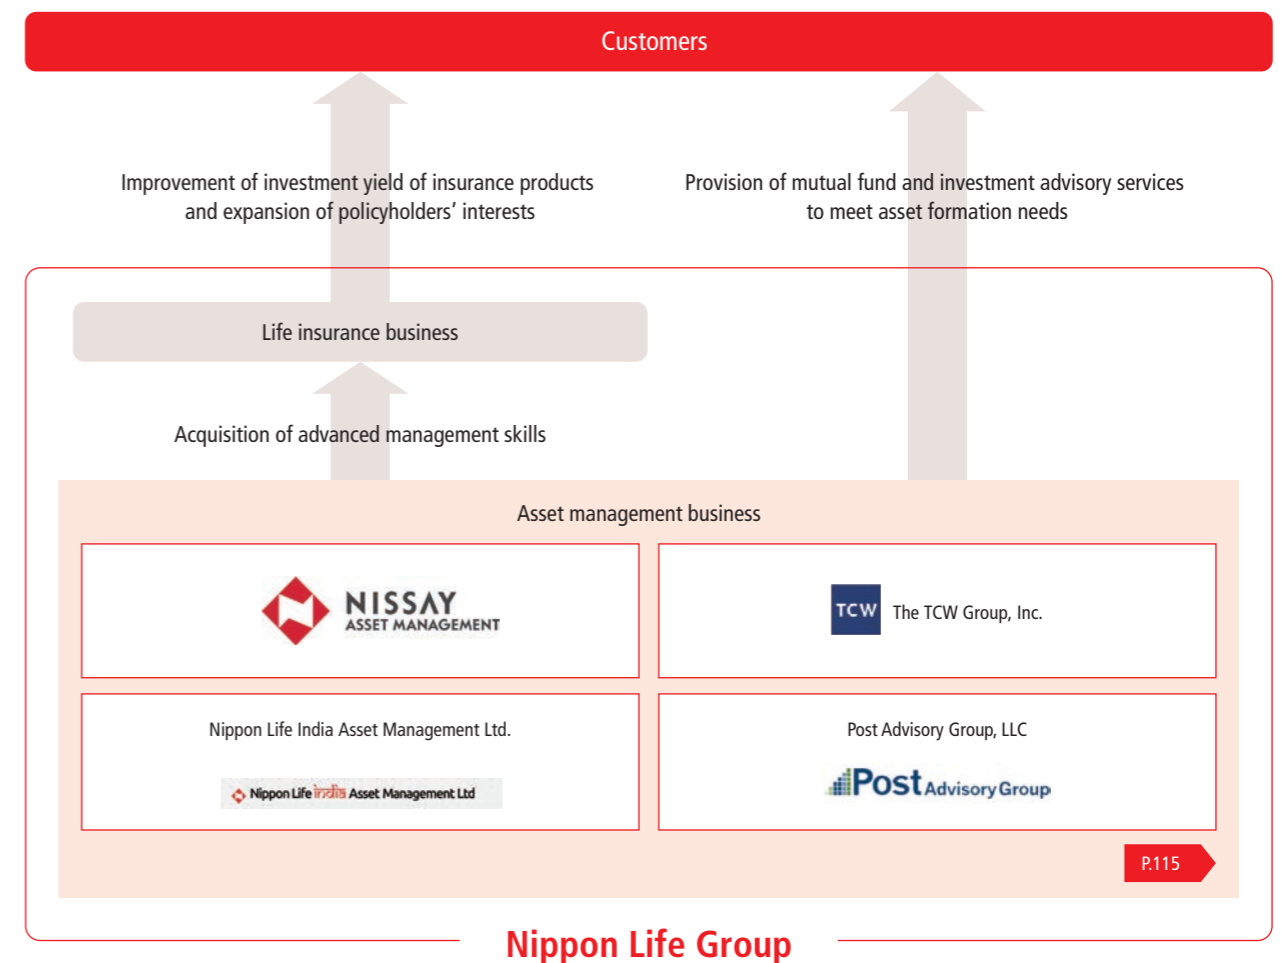 Customers
Improvement of investment yield of insurance products
and expansion of policyholders’ interests
Provision of mutual fund and investment advisory services
to meet asset formation needs
Life insurance business
Acquisition of advanced management skills
Asset management business
NISSAY
ASSET MANAGEMENT
TCW
The TCW Group, Inc.
Nippon Life India Asset Management Ltd.
Nippon Life india Asset Management Ltd
Post Advisory Group, LLC
Post Advisory Group
P.115
Nippon Life Group